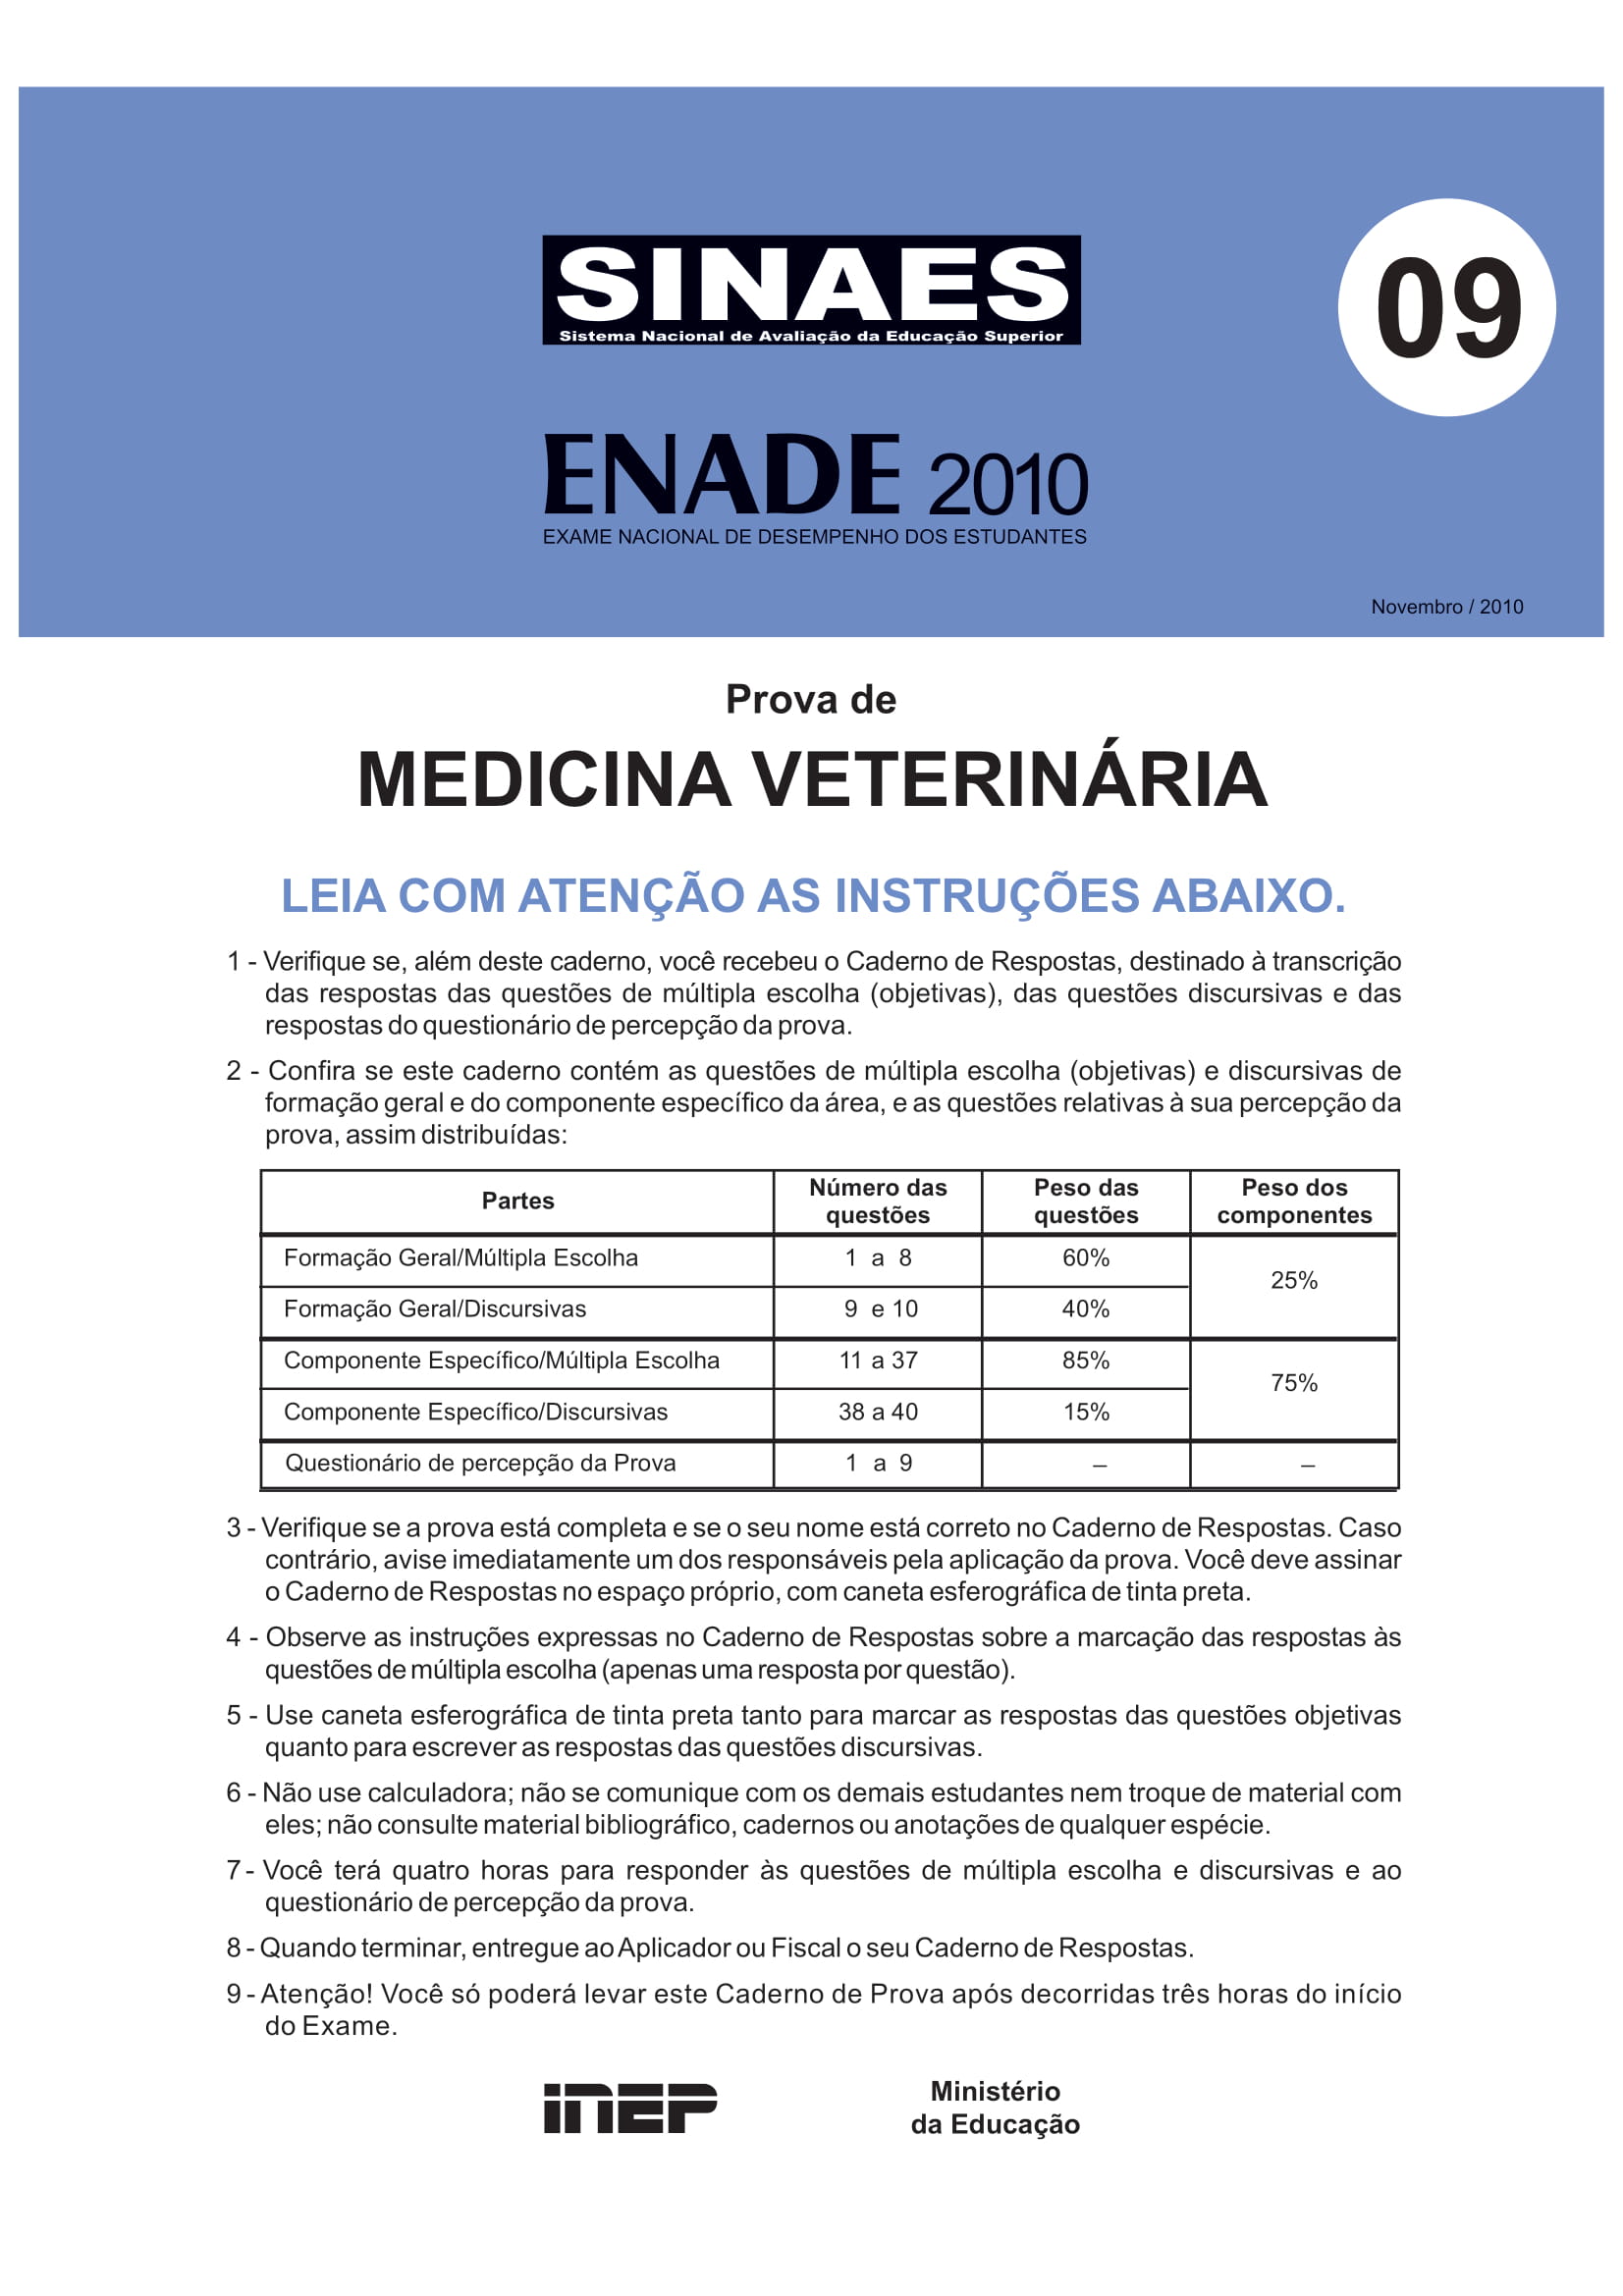 SINAES
Sistema Nacional de Avaliação da Educação Superior
09
ENADE 2010
EXAME NACIONAL DE DESEMPENHO DOS ESTUDANTES
Novembro / 2010
Prova de
MEDICINA VETERINÁRIA
LEIA COM ATENÇÃO AS INSTRUÇÕES ABAIXO.
1 - Verifique se, além deste caderno, você recebeu o Caderno de Respostas, destinado à transcrição
das respostas das questões de múltipla escolha (objetivas), das questões discursivas e das
respostas do questionário de percepção da prova.
2 - Confira se este caderno contém as questões de múltipla escolha (objetivas) e discursivas de
formação geral e do componente específico da área, e as questões relativas à sua percepção da
prova, assim distribuídas:
Partes | Número das questões | Peso das questões | Peso dos componentes
Formação Geral/Múltipla Escolha | 1 a 8 | 60% | 25%
Formação Geral/Discursivas | 9 e 10 | 40%
Componente Específico/Múltipla Escolha | 11 a 37 | 85% | 75%
Componente Específico/Discursivas | 38 a 40 | 15%
Questionário de percepção da Prova | 1 a 9 | – | –
3 - Verifique se a prova está completa e se o seu nome está correto no Caderno de Respostas. Caso
contrário, avise imediatamente um dos responsáveis pela aplicação da prova. Você deve assinar
o Caderno de Respostas no espaço próprio, com caneta esferográfica de tinta preta.
4 - Observe as instruções expressas no Caderno de Respostas sobre a marcação das respostas às
questões de múltipla escolha (apenas uma resposta por questão).
5 - Use caneta esferográfica de tinta preta tanto para marcar as respostas das questões objetivas
quanto para escrever as respostas das questões discursivas.
6 - Não use calculadora; não se comunique com os demais estudantes nem troque de material com
eles; não consulte material bibliográfico, cadernos ou anotações de qualquer espécie.
7 - Você terá quatro horas para responder às questões de múltipla escolha e discursivas e ao
questionário de percepção da prova.
8 - Quando terminar, entregue ao Aplicador ou Fiscal o seu Caderno de Respostas.
9 - Atenção! Você só poderá levar este Caderno de Prova após decorridas três horas do início
do Exame.
INEP
Ministério
da Educação